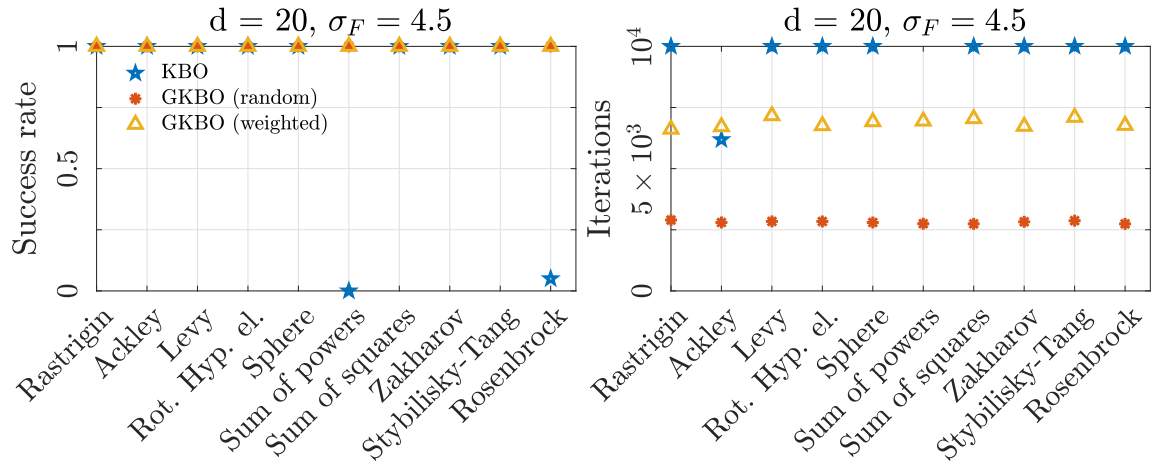 d = 20, σ_F = 4.5
Success rate
1
0.5
0
KBO
GKBO (random)
GKBO (weighted)
Rastrigin
Ackley
Levy
Rot. Hyp. el.
Sphere
Sum of powers
Sum of squares
Zakharov
Stybilisky-Tang
Rosenbrock
d = 20, σ_F = 4.5
Iterations
10^4
5 × 10^3
0
Rastrigin
Ackley
Levy
Rot. Hyp. el.
Sphere
Sum of powers
Sum of squares
Zakharov
Stybilisky-Tang
Rosenbrock